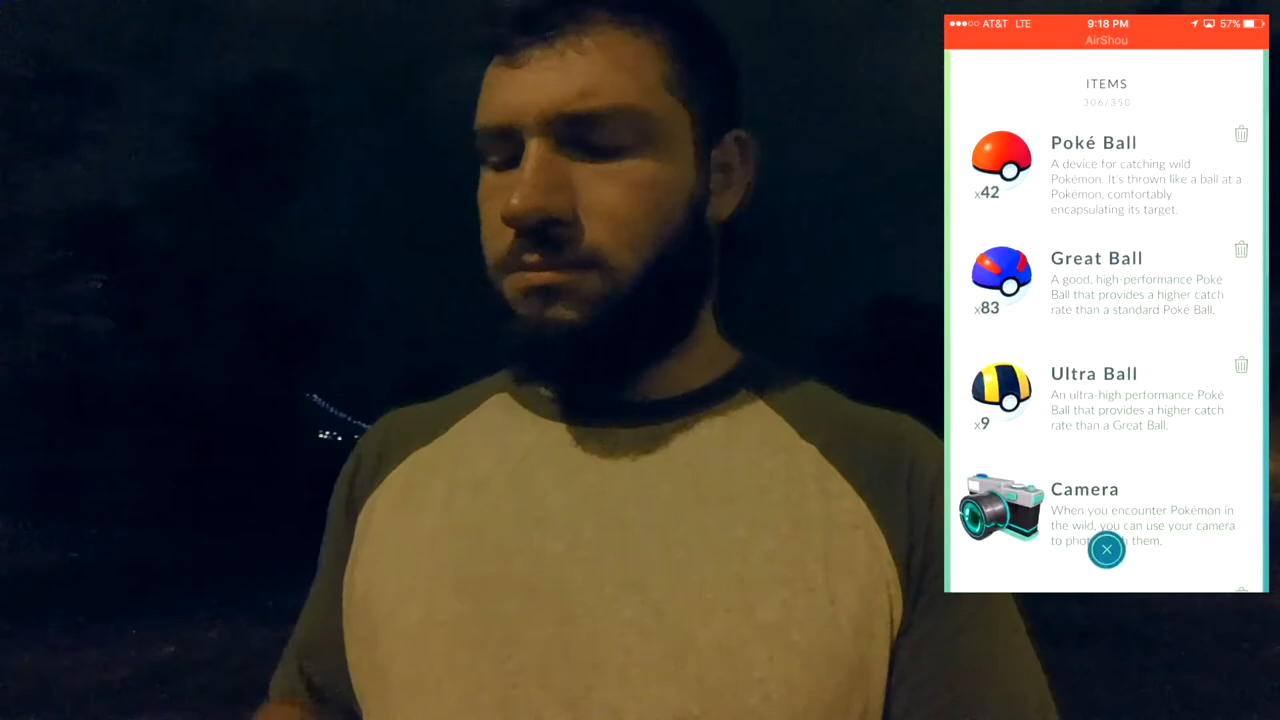 AT&T LTE 9:18 PM 57%
AirShou
ITEMS
306/350
Poké Ball
A device for catching wild
Pokémon. It's thrown like a ball at a
Pokémon, comfortably
encapsulating its target.
x42
Great Ball
A good, high-performance Poké
Ball that provides a higher catch
rate than a standard Poké Ball.
x83
Ultra Ball
An ultra-high performance Poké
Ball that provides a higher catch
rate than a Great Ball.
x9
Camera
When you encounter Pokémon in
the wild, you can use your camera
to them.